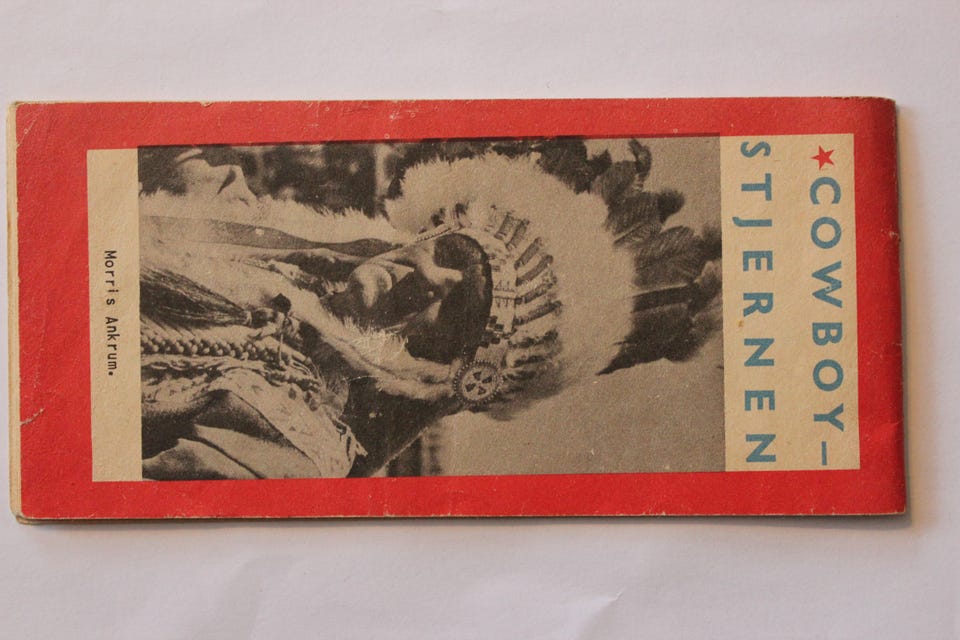 ★COWBOY–
STJERNEN
Morris Ankrum.